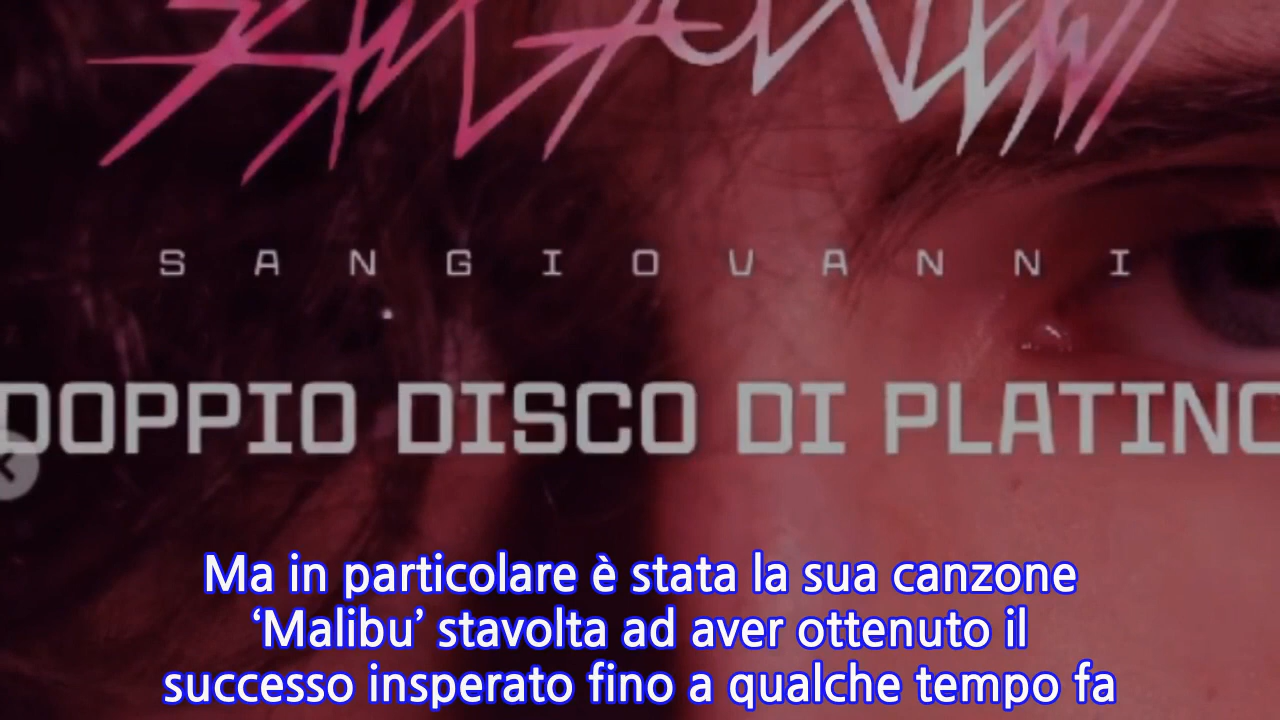 SANGIOVANNI
DOPPIO DISCO DI PLATINO
Ma in particolare è stata la sua canzone
‘Malibu’ stavolta ad aver ottenuto il
successo insperato fino a qualche tempo fa